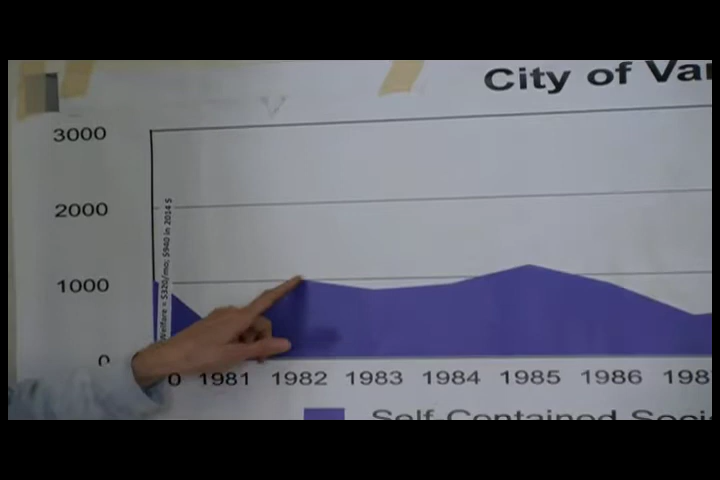 City of Van
3000
2000
1000
0
Welfare = $320/mo; $940 in 2014 $
0 1981 1982 1983 1984 1985 1986 198
Self-Contained Soci